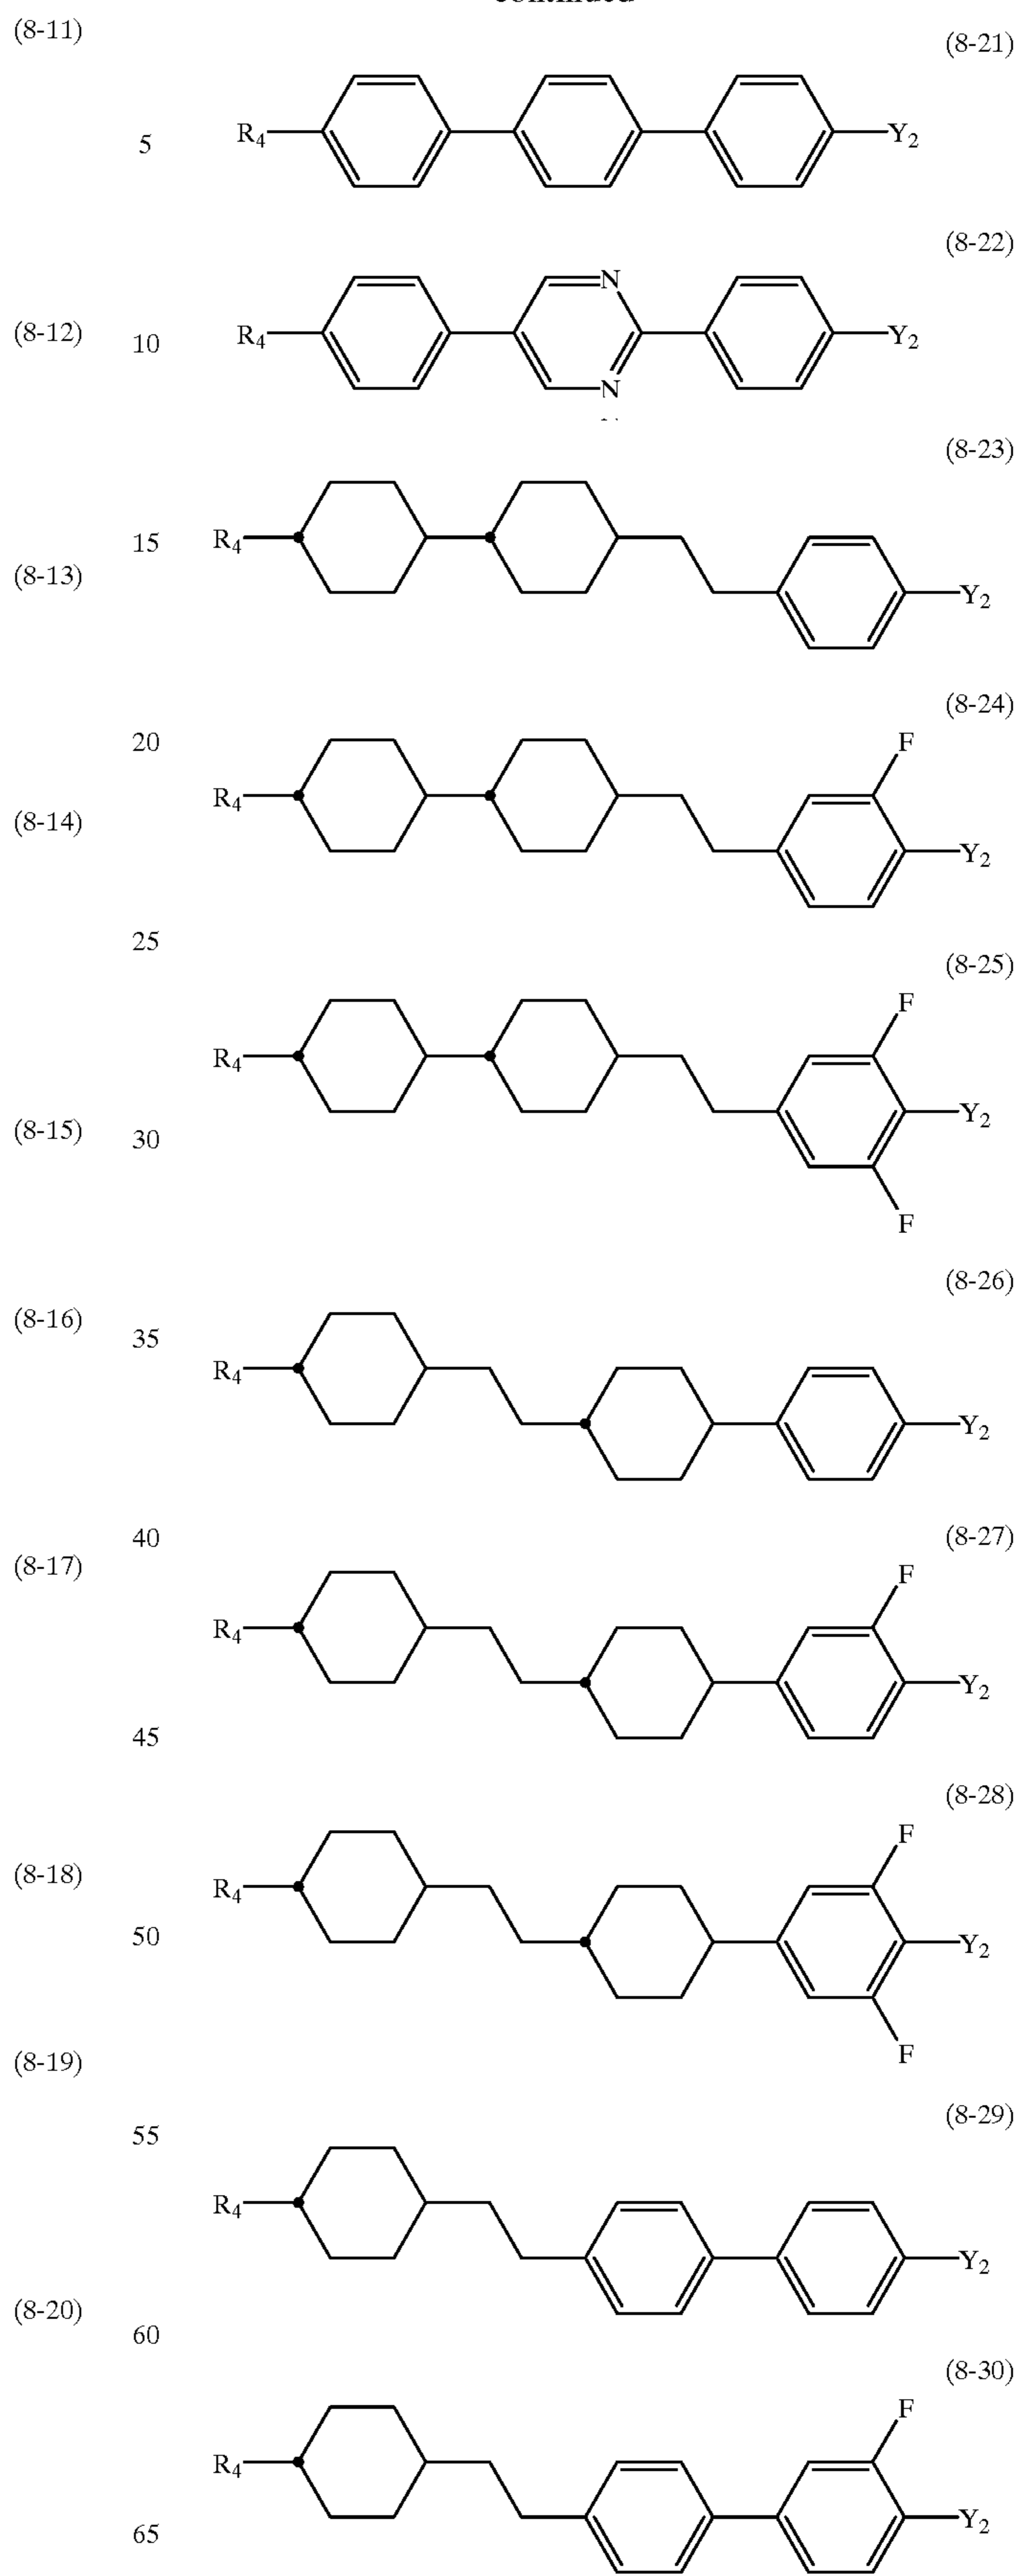 continued
(8-11)
(8-21)
5
R4
Y2
(8-22)
(8-12)
10
R4
N
N
Y2
(8-23)
15
R4
(8-13)
Y2
(8-24)
20
F
R4
(8-14)
Y2
25
(8-25)
F
R4
Y2
(8-15)
30
F
(8-26)
(8-16)
35
R4
Y2
40
(8-27)
(8-17)
F
R4
Y2
45
(8-28)
F
(8-18)
R4
50
Y2
F
(8-19)
(8-29)
55
R4
Y2
(8-20)
60
(8-30)
F
R4
Y2
65